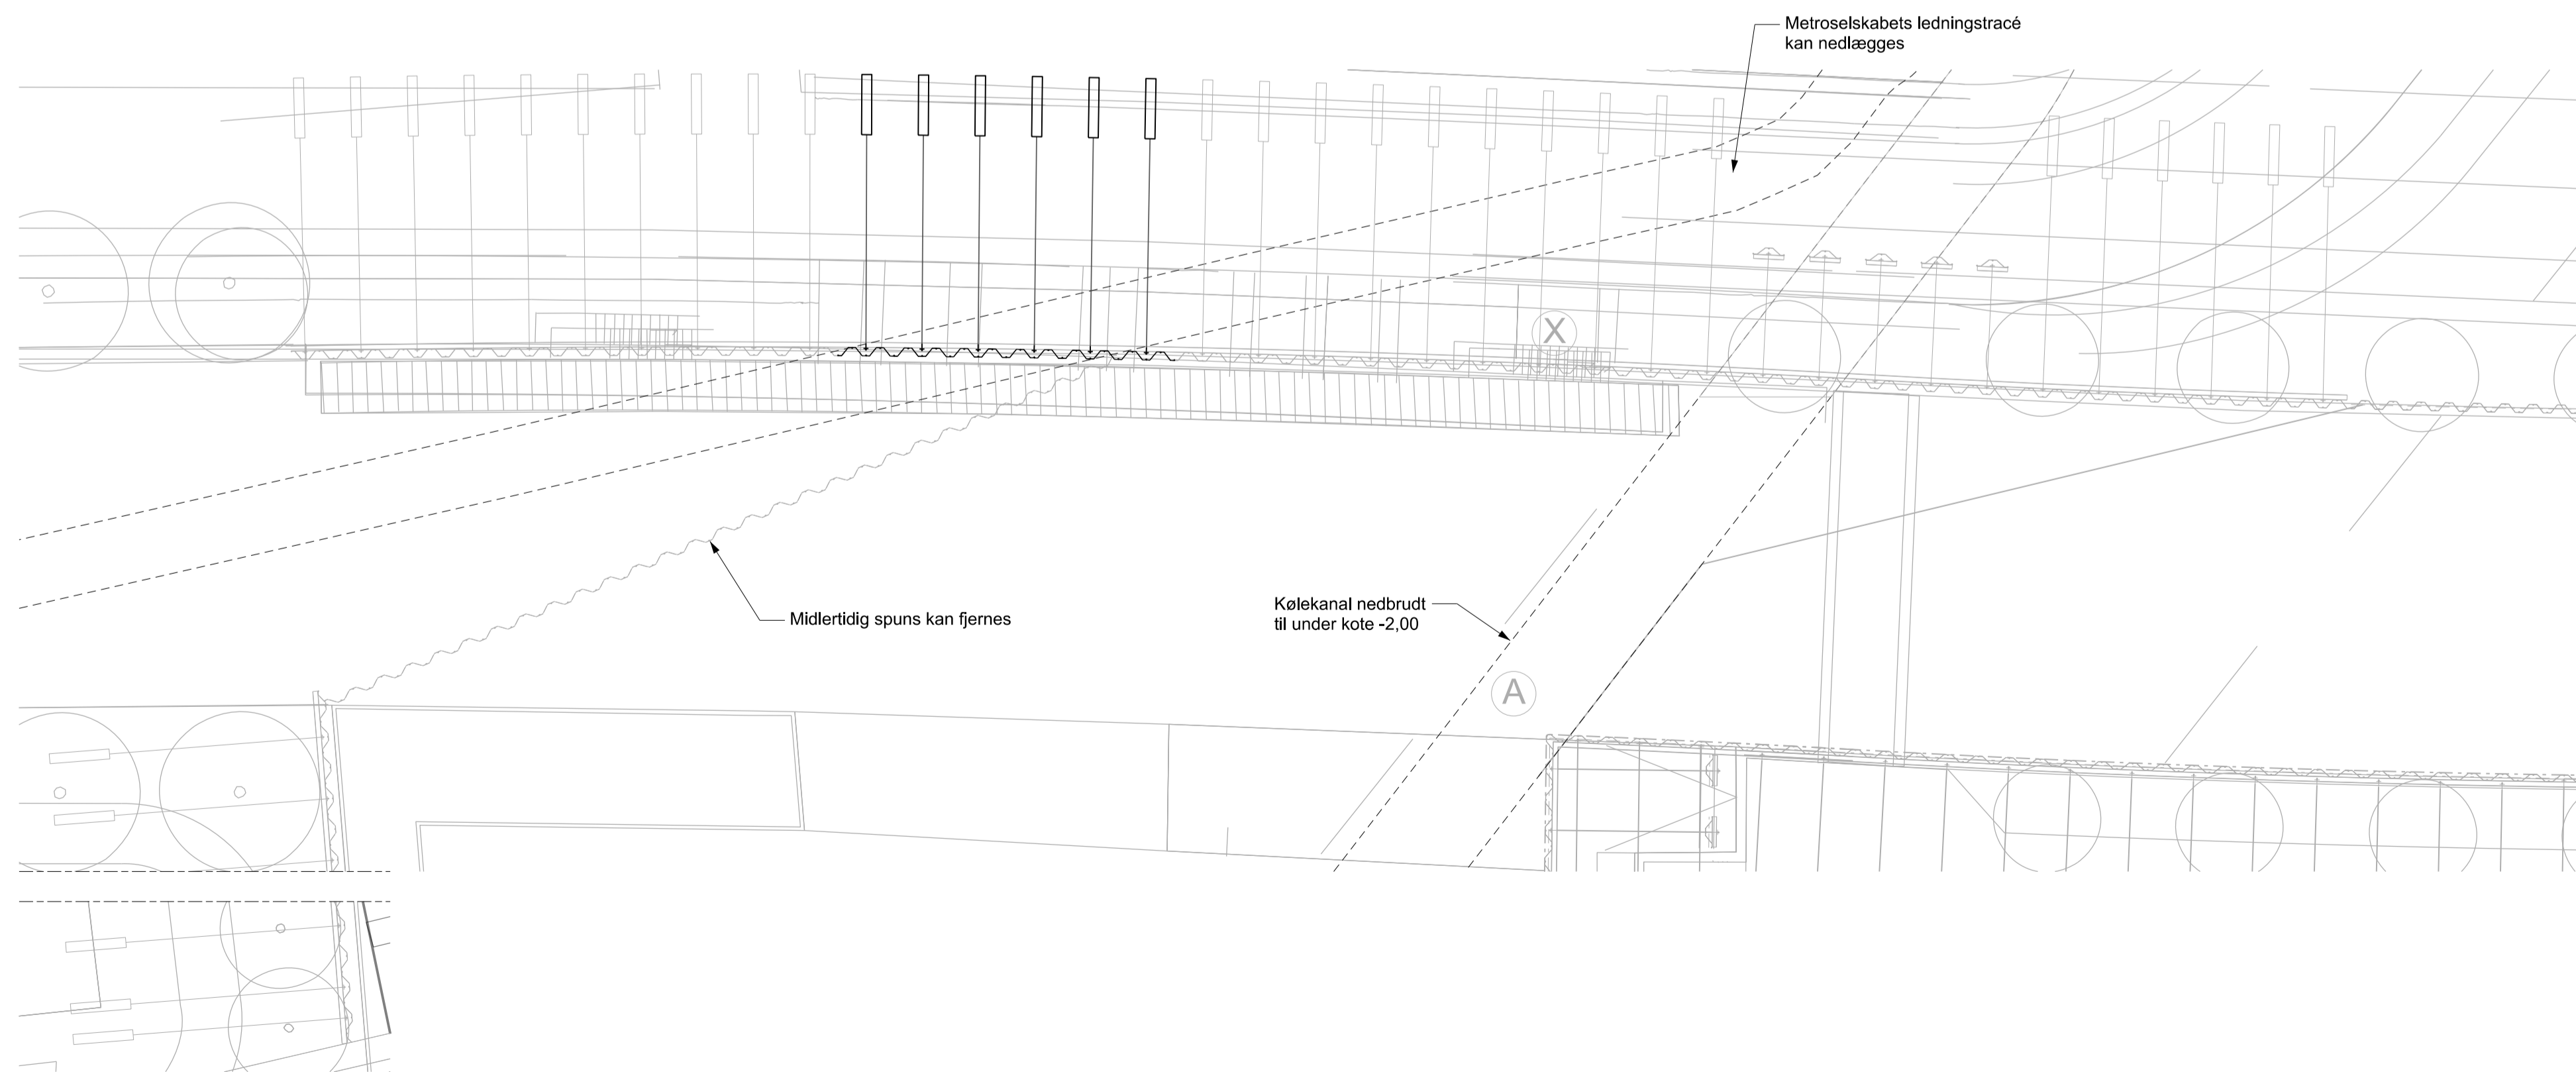 Metroselskabets ledningstracé
kan nedlægges
X
Midlertidig spuns kan fjernes
Kølekanal nedbrudt
til under kote -2,00
A